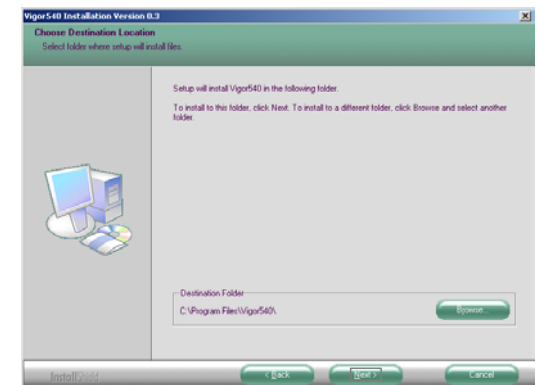 Vigor540 Installation Version 0.3
Choose Destination Location
Select folder where setup will install files.
Setup will install Vigor540 in the following folder.
To install to this folder, click Next. To install to a different folder, click Browse and select another
folder.
Destination Folder
C:\Program Files\Vigor540\
Browse...
InstallShield
< Back
Next >
Cancel